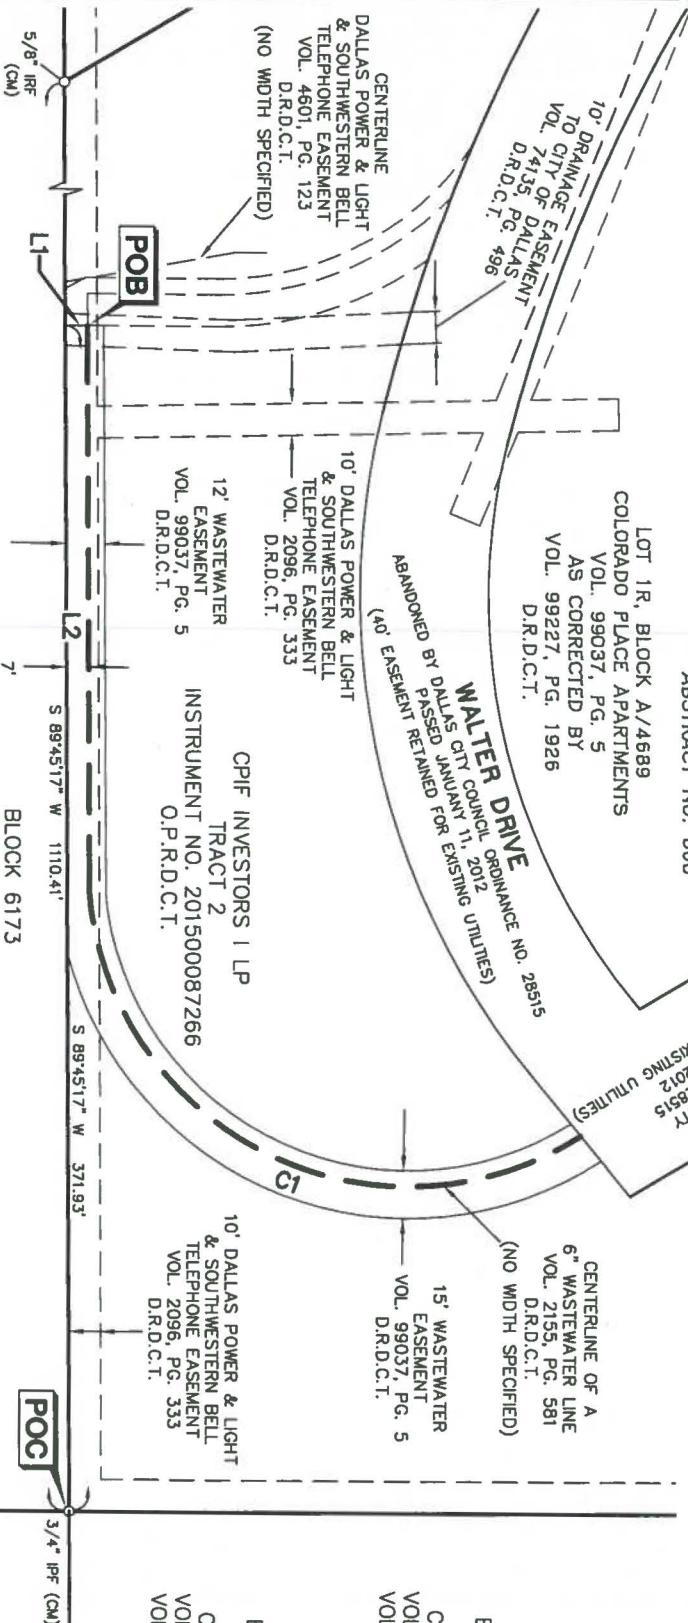 CENTERLINE
DALLAS POWER & LIGHT
& SOUTHWESTERN BELL
TELEPHONE EASEMENT
VOL. 4601, PG. 123
D.R.D.C.T.
(NO WIDTH SPECIFIED)
5/8" IRF
(CM)
10' DRAINAGE EASEMENT
TO CITY OF DALLAS
VOL. 74135, PG. 496
D.R.D.C.T.
POB
L1
LOT 1R, BLOCK A/4689
COLORADO PLACE APARTMENTS
VOL. 99037, PG. 5
AS CORRECTED BY
VOL. 99227, PG. 1926
D.R.D.C.T.
10' DALLAS POWER & LIGHT
& SOUTHWESTERN BELL
TELEPHONE EASEMENT
VOL. 2096, PG. 333
D.R.D.C.T.
12' WASTEWATER
EASEMENT
VOL. 99037, PG. 5
D.R.D.C.T.
L2
7'
WALTER DRIVE
ABANDONED BY DALLAS CITY COUNCIL ORDINANCE NO. 28515
PASSED JANUARY 11, 2012
(40' EASEMENT RETAINED FOR EXISTING UTILITIES)
CPIF INVESTORS I LP
TRACT 2
INSTRUMENT NO. 201500087266
O.P.R.D.C.T.
S 89°45'17" W 1110.41'
BLOCK 6173
S 89°45'17" W 371.93'
2012
EXISTING UTILITIES)
C1
CENTERLINE OF A
6" WASTEWATER LINE
VOL. 2155, PG. 581
D.R.D.C.T.
(NO WIDTH SPECIFIED)
15' WASTEWATER
EASEMENT
VOL. 99037, PG. 5
D.R.D.C.T.
10' DALLAS POWER & LIGHT
& SOUTHWESTERN BELL
TELEPHONE EASEMENT
VOL. 2096, PG. 333
D.R.D.C.T.
POC
3/4" IPF (CM)